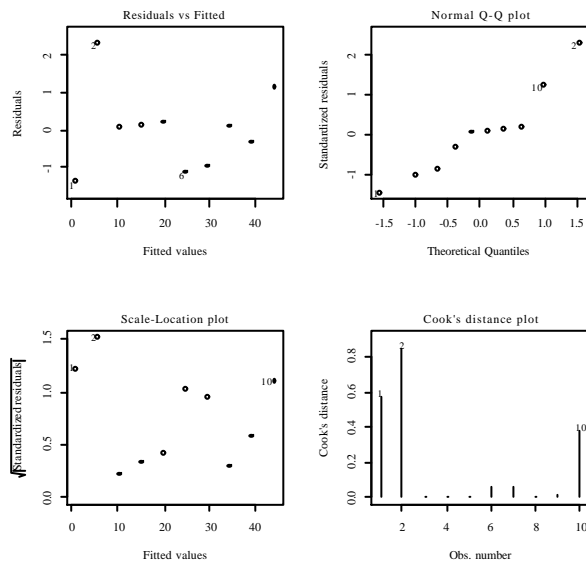 Residuals vs Fitted
Residuals
2
1
0
-1
2
1
6
0 10 20 30 40
Fitted values
Normal Q-Q plot
Standardized residuals
2
1
0
-1
2
10
1
-1.5 -0.5 0.0 0.5 1.0 1.5
Theoretical Quantiles
Scale-Location plot
√|Standardized residuals|
1.5
1.0
0.5
0.0
2
1
10
0 10 20 30 40
Fitted values
Cook's distance plot
Cook's distance
0.8
0.6
0.4
0.2
0.0
1
2
10
2 4 6 8 10
Obs. number